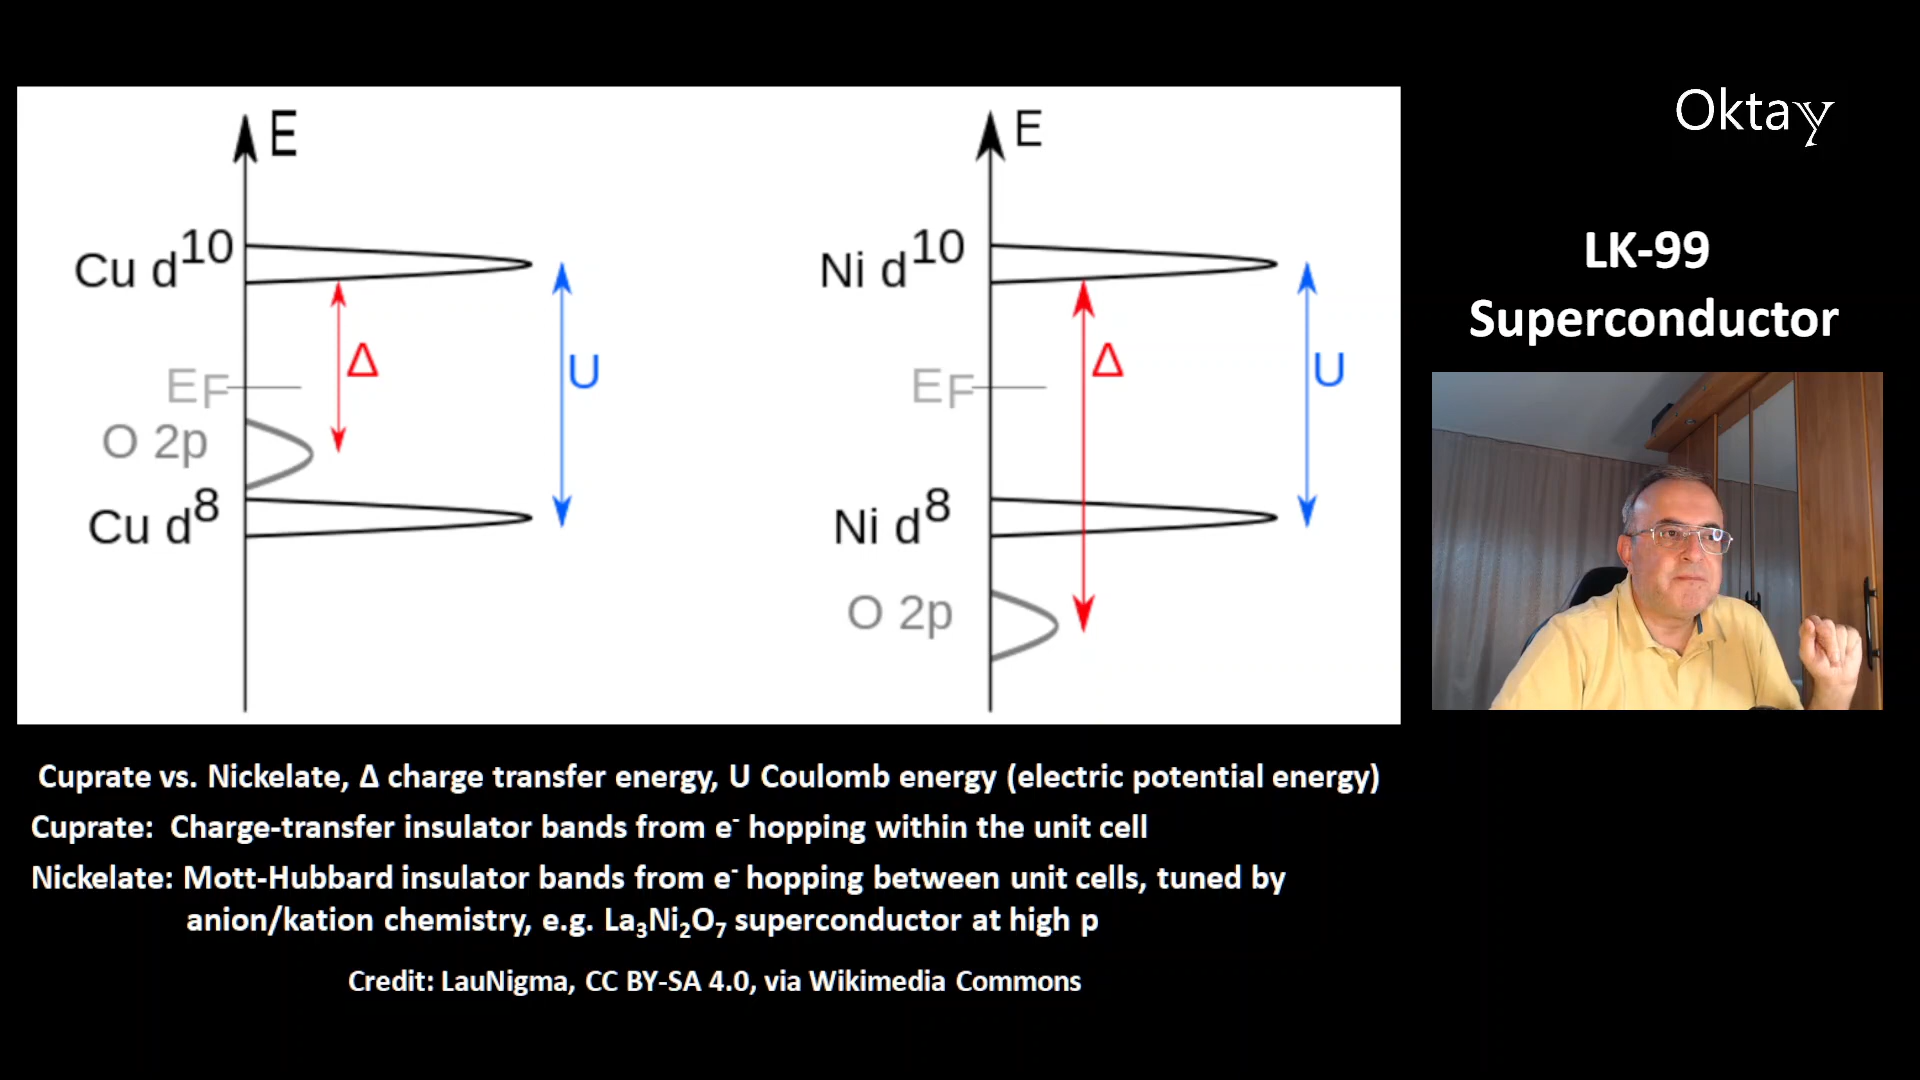 Oktay
LK-99
Superconductor
E
Cu d10
Δ
U
EF
O 2p
Cu d8
E
Ni d10
Δ
U
EF
Ni d8
O 2p
Cuprate vs. Nickelate, Δ charge transfer energy, U Coulomb energy (electric potential energy)
Cuprate: Charge-transfer insulator bands from e- hopping within the unit cell
Nickelate: Mott-Hubbard insulator bands from e- hopping between unit cells, tuned by
anion/kation chemistry, e.g. La3Ni2O7 superconductor at high p
Credit: LauNigma, CC BY-SA 4.0, via Wikimedia Commons